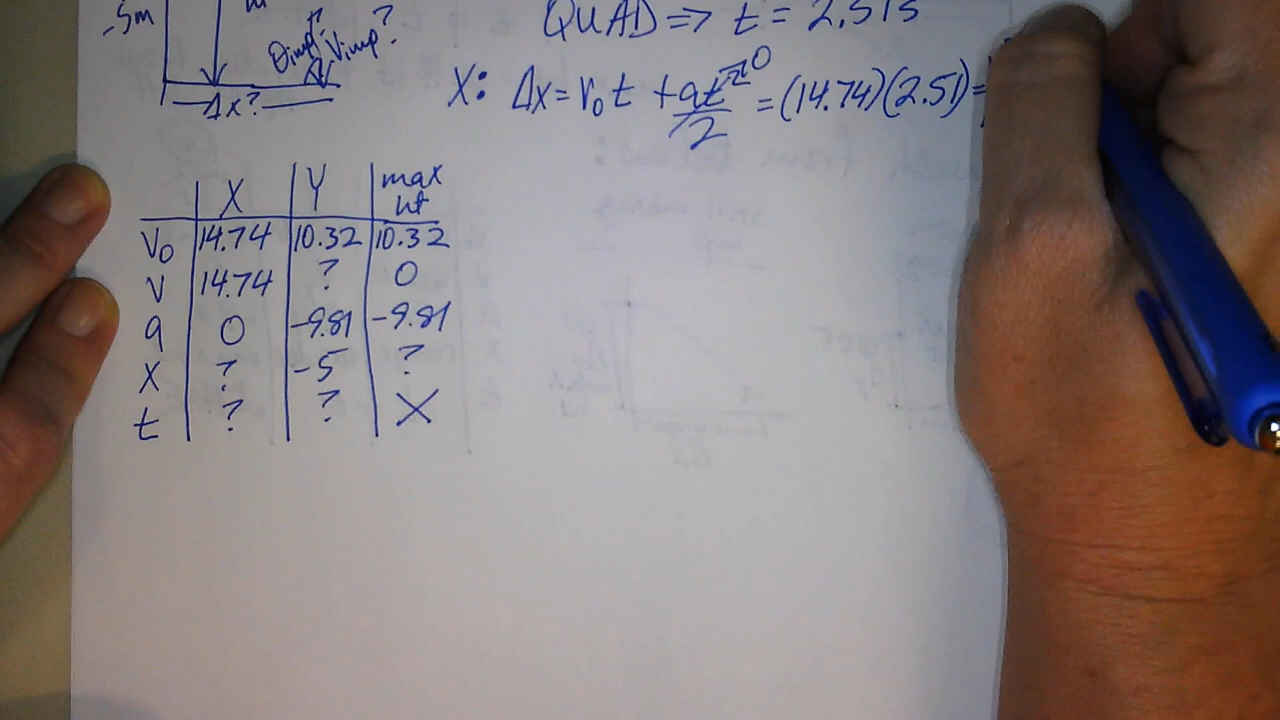 QUAD => t = 2.51s
-5m
θimp? Vimp?
Δx?
X: Δx = V₀t + at²/2 → 0 = (14.74)(2.51) =
X Y max ht
V₀ 14.74 10.32 10.32
V 14.74 ? 0
a 0 -9.81 -9.81
X ? -5 ?
t ? ? X